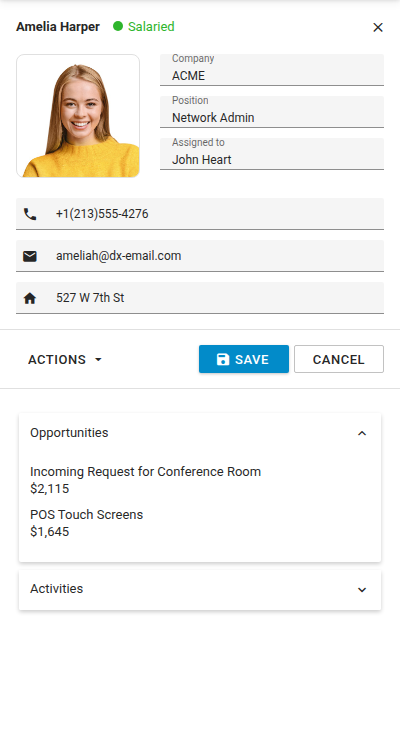 Amelia Harper Salaried
Company
ACME
Position
Network Admin
Assigned to
John Heart
+1(213)555-4276
ameliah@dx-email.com
527 W 7th St
ACTIONS SAVE CANCEL
Opportunities
Incoming Request for Conference Room
$2,115
POS Touch Screens
$1,645
Activities